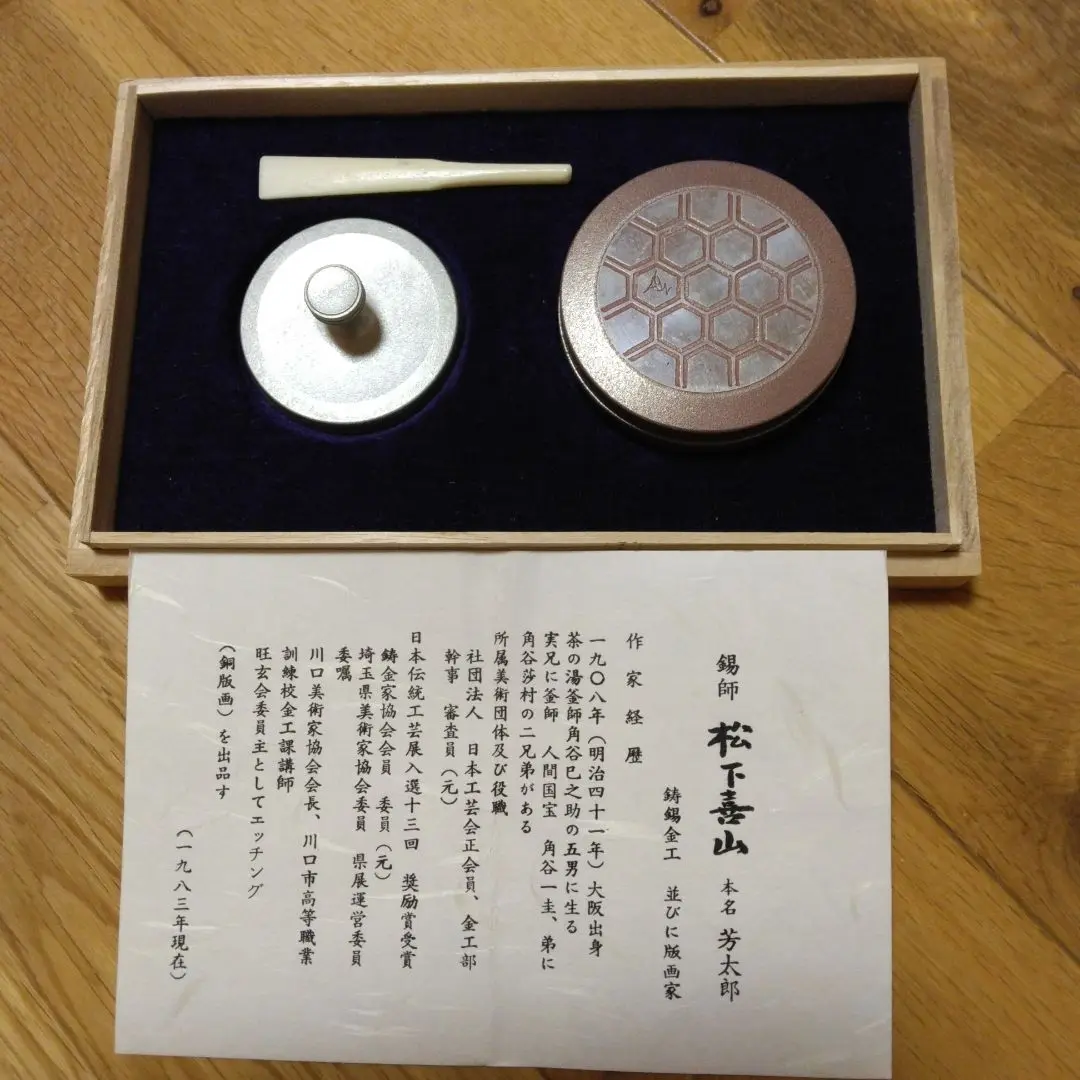 錫師 松下喜山 本名 芳太郎
鋳錫金工 並びに版画家
作家経歴
一九〇八年（明治四十一年）大阪出身
茶の湯釜師角谷巳之助の五男に生る
実兄に釜師 人間国宝 角谷一圭、弟に
角谷莎村の二兄弟がある
所属美術団体及び役職
社団法人 日本工芸会正会員、金工部
幹事 審査員（元）
日本伝統工芸展入選十三回 奨励賞受賞
鋳金家協会会員 委員（元）
埼玉県美術家協会委員 県展運営委員
委嘱
川口美術家協会会長、川口市高等職業
訓練校金工課講師
旺玄会委員主としてエッチング
（銅版画）を出品す
（一九八三年現在）